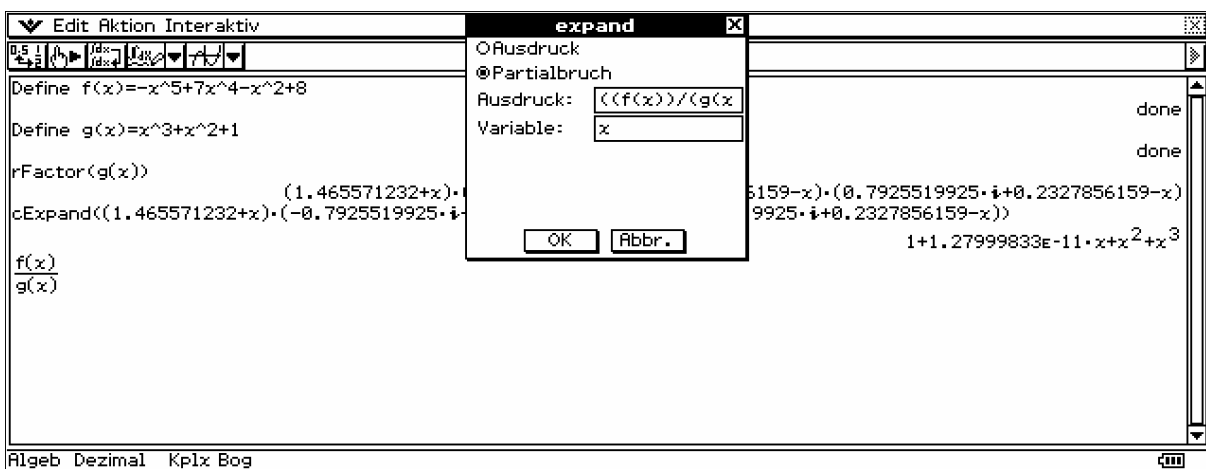 Edit Aktion Interaktiv
expand
Ausdruck
Partialbruch
Ausdruck: ((f(x))/(g(x
Variable: x
OK Abbr.
Define f(x)=-x^5+7x^4-x^2+8
done
Define g(x)=x^3+x^2+1
done
rFactor(g(x))
(1.465571232+x)· 6159-x)·(0.7925519925·i+0.2327856159-x)
cExpand((1.465571232+x)·(-0.7925519925·i 9925·i+0.2327856159-x))
1+1.27999833E-11·x+x^2+x^3
f(x)
g(x)
Algeb Dezimal Kplx Bog